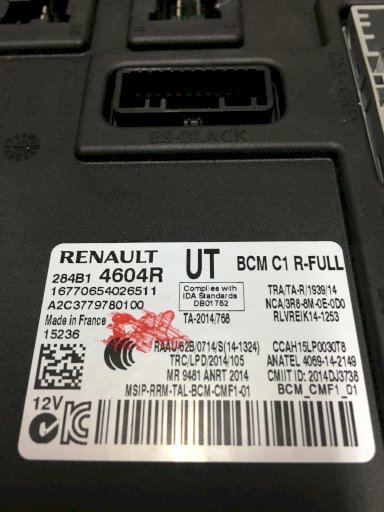 ES-BLACK
RENAULT UT BCM C1 R-FULL
284B1 4604R
16770654026511
A2C3779780100
Made in France
15236
Complies with
IDA Standards
DB01752
TA-2014/768
TRA/TA-R/1939/14
NCA/3R8-8M-0E-0D0
RLVREIK14-1253
RAAU/62B/0714/S(14-1324)
TRC/LPD/2014/105
MR 9481 ANRT 2014
MSIP-RRM-TAL-BCM-CMF1-01
CCAH15LP0030T8
ANATEL 4069-14-2149
CMIIT ID: 2014DJ3738
BCM_CMF1_01
12V